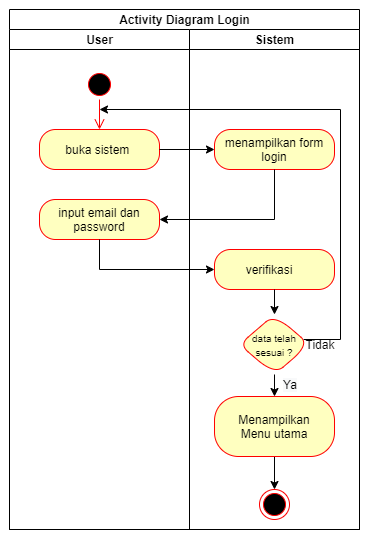 Activity Diagram Login
User
Sistem
buka sistem
menampilkan form
login
input email dan
password
verifikasi
data telah
sesuai ?
Tidak
Ya
Menampilkan
Menu utama